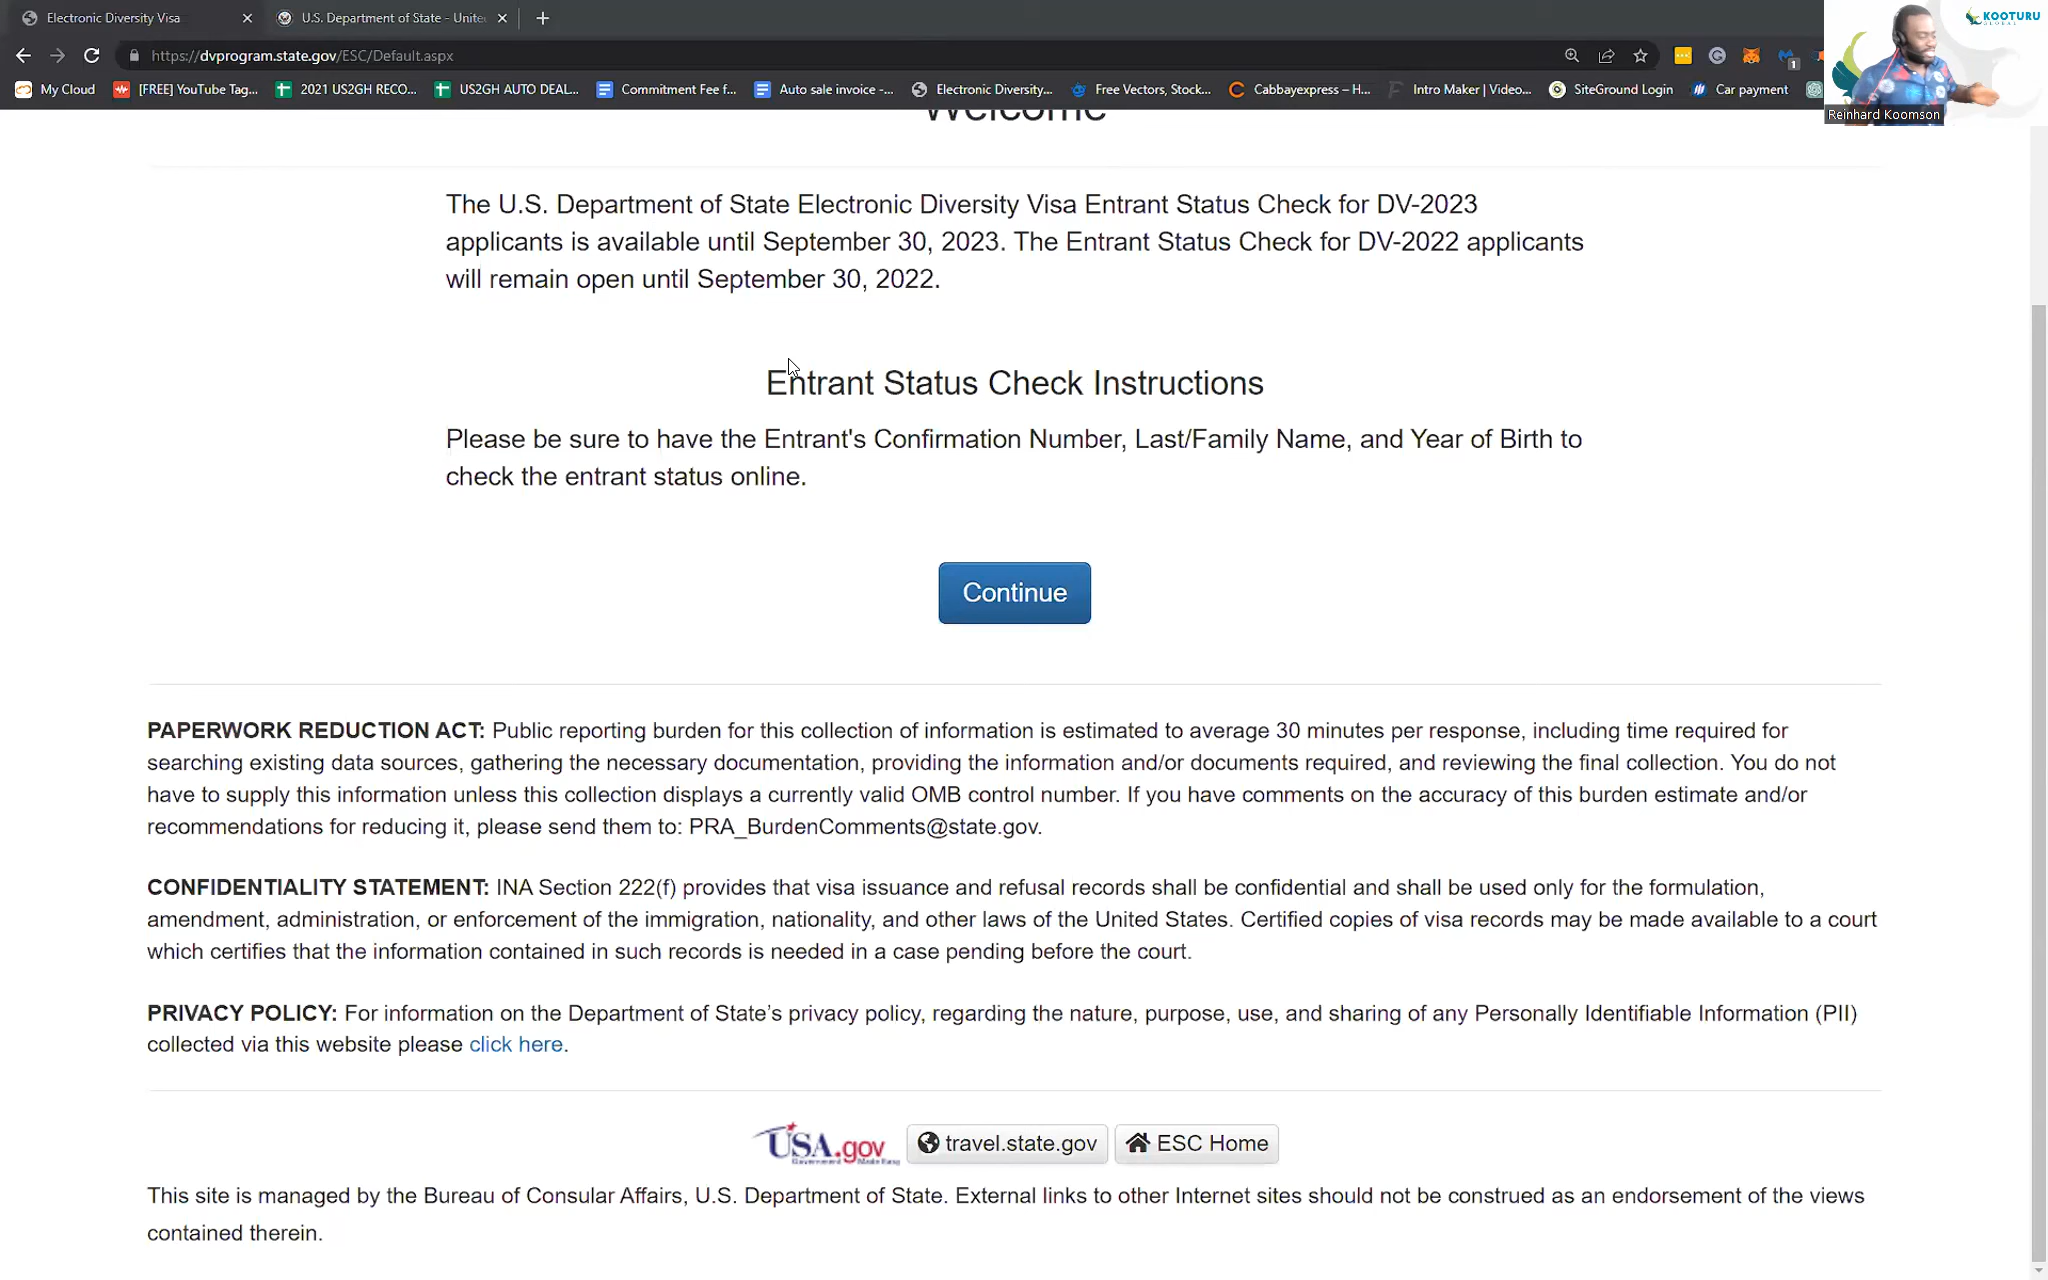 Electronic Diversity Visa
U.S. Department of State - Unite
https://dvprogram.state.gov/ESC/Default.aspx
My Cloud
[FREE] YouTube Tag...
2021 US2GH RECO...
US2GH AUTO DEAL...
Commitment Fee f...
Auto sale invoice -...
Electronic Diversity...
Free Vectors, Stock...
Cabbayexpress – H...
Intro Maker | Video...
SiteGround Login
Car payment
KOOTURU
GLOBAL
Reinhard Koomson
Welcome
The U.S. Department of State Electronic Diversity Visa Entrant Status Check for DV-2023
applicants is available until September 30, 2023. The Entrant Status Check for DV-2022 applicants
will remain open until September 30, 2022.
Entrant Status Check Instructions
Please be sure to have the Entrant's Confirmation Number, Last/Family Name, and Year of Birth to
check the entrant status online.
Continue
PAPERWORK REDUCTION ACT: Public reporting burden for this collection of information is estimated to average 30 minutes per response, including time required for
searching existing data sources, gathering the necessary documentation, providing the information and/or documents required, and reviewing the final collection. You do not
have to supply this information unless this collection displays a currently valid OMB control number. If you have comments on the accuracy of this burden estimate and/or
recommendations for reducing it, please send them to: PRA_BurdenComments@state.gov.
CONFIDENTIALITY STATEMENT: INA Section 222(f) provides that visa issuance and refusal records shall be confidential and shall be used only for the formulation,
amendment, administration, or enforcement of the immigration, nationality, and other laws of the United States. Certified copies of visa records may be made available to a court
which certifies that the information contained in such records is needed in a case pending before the court.
PRIVACY POLICY: For information on the Department of State’s privacy policy, regarding the nature, purpose, use, and sharing of any Personally Identifiable Information (PII)
collected via this website please click here.
USA.gov
travel.state.gov
ESC Home
This site is managed by the Bureau of Consular Affairs, U.S. Department of State. External links to other Internet sites should not be construed as an endorsement of the views
contained therein.